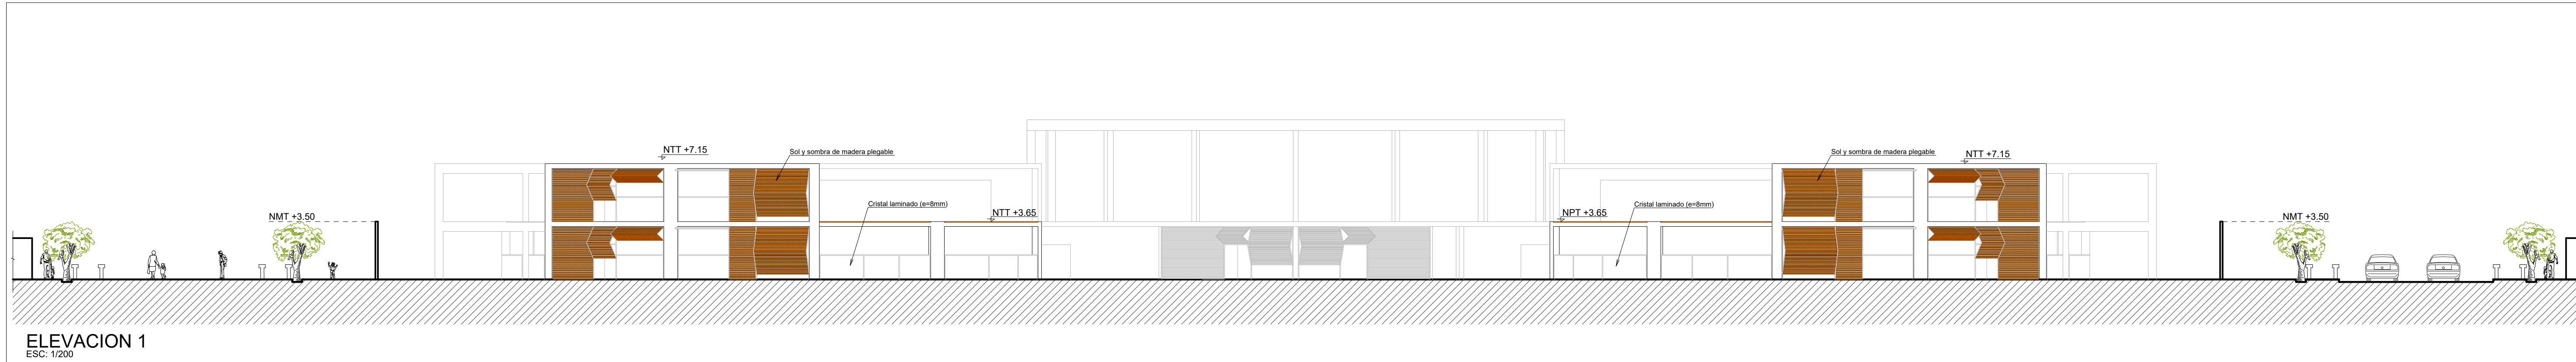 NTT +7.15
Sol y sombra de madera plegable
Sol y sombra de madera plegable
NTT +7.15
Cristal laminado (e=8mm)
Cristal laminado (e=8mm)
NMT +3.50
NTT +3.65
NPT +3.65
NMT +3.50
ELEVACION 1
ESC: 1/200